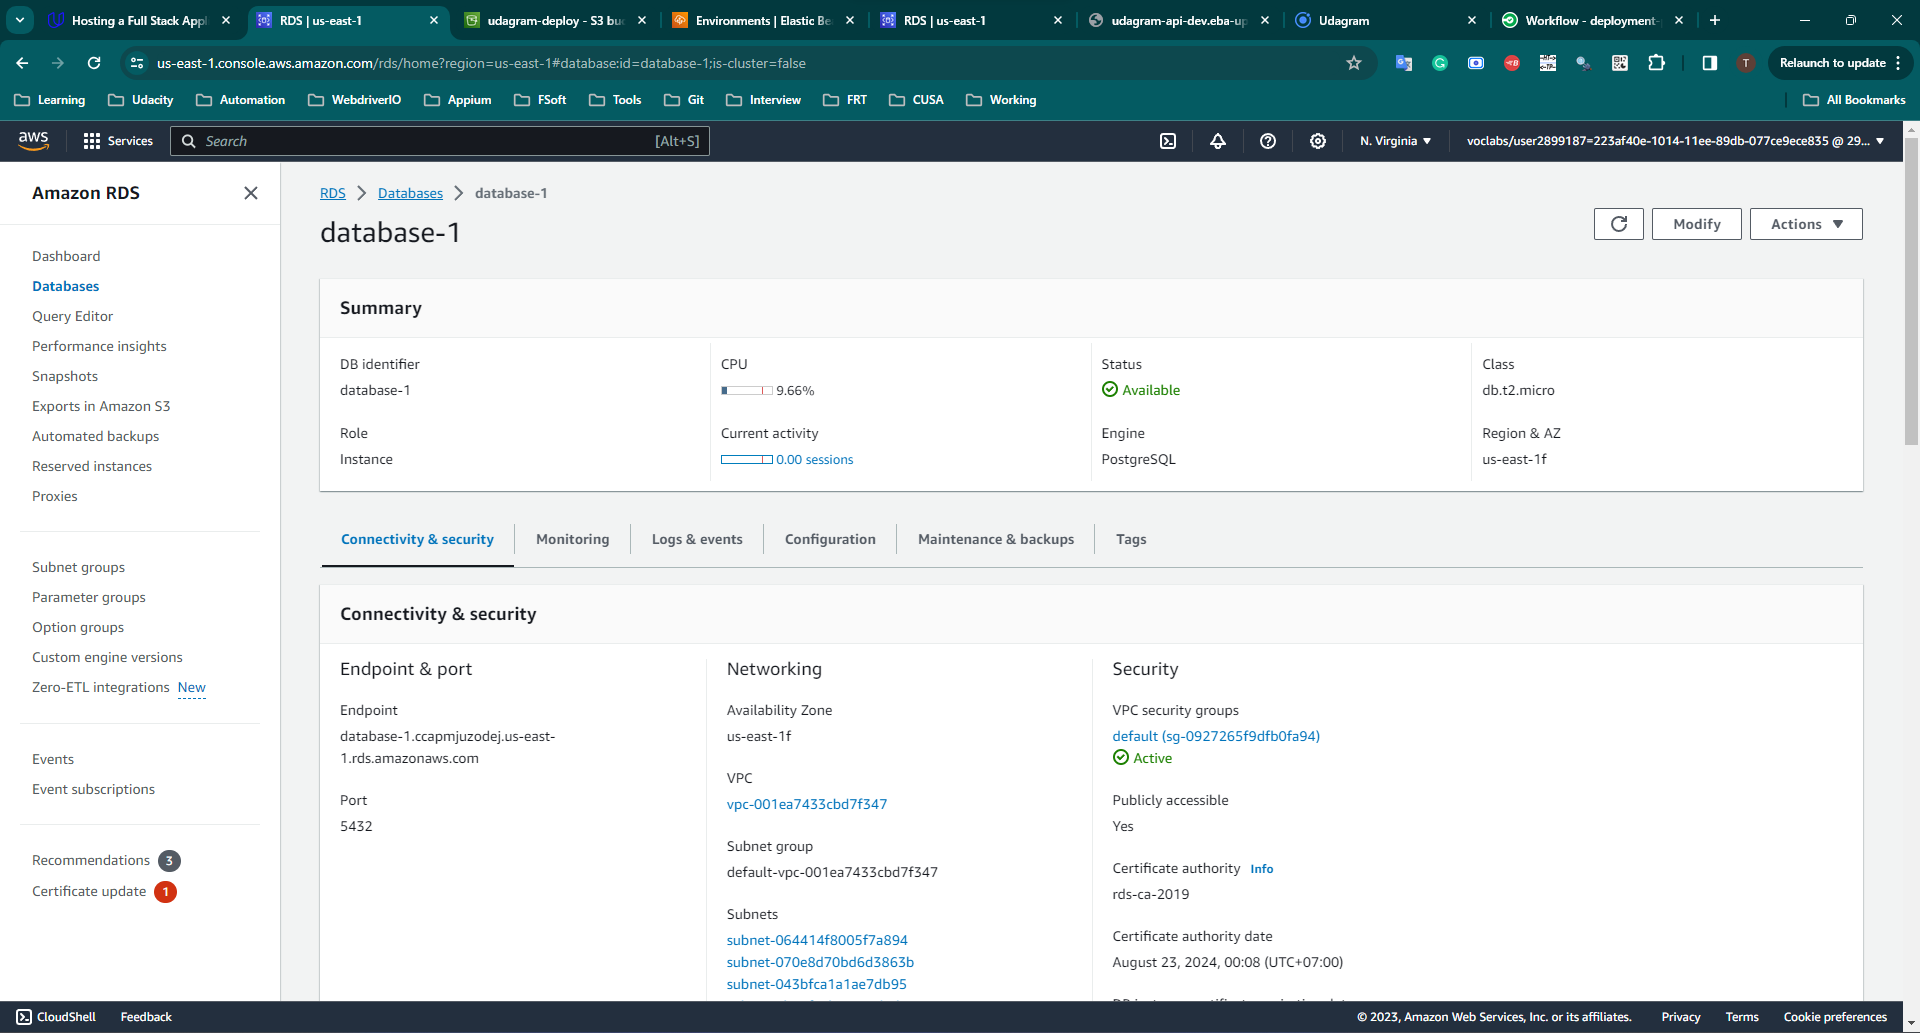 Hosting a Full Stack Appl
RDS | us-east-1
udagram-deploy - S3 buc
Environments | Elastic Be
RDS | us-east-1
udagram-api-dev.eba-up
Udagram
Workflow - deployment-
us-east-1.console.aws.amazon.com/rds/home?region=us-east-1#database:id=database-1;is-cluster=false
T
Relaunch to update
Learning
Udacity
Automation
WebdriverIO
Appium
FSoft
Tools
Git
Interview
FRT
CUSA
Working
All Bookmarks
aws
Services
Search
[Alt+S]
N. Virginia
voclabs/user2899187=223af40e-1014-11ee-89db-077ce9ece835 @ 29...
Amazon RDS
Dashboard
Databases
Query Editor
Performance insights
Snapshots
Exports in Amazon S3
Automated backups
Reserved instances
Proxies
Subnet groups
Parameter groups
Option groups
Custom engine versions
Zero-ETL integrations New
Events
Event subscriptions
Recommendations 3
Certificate update 1
RDS > Databases > database-1
database-1
Modify
Actions
Summary
DB identifier
database-1
CPU
9.66%
Status
Available
Class
db.t2.micro
Role
Instance
Current activity
0.00 sessions
Engine
PostgreSQL
Region & AZ
us-east-1f
Connectivity & security
Monitoring
Logs & events
Configuration
Maintenance & backups
Tags
Connectivity & security
Endpoint & port
Endpoint
database-1.ccapmjuzodej.us-east-
1.rds.amazonaws.com
Port
5432
Networking
Availability Zone
us-east-1f
VPC
vpc-001ea7433cbd7f347
Subnet group
default-vpc-001ea7433cbd7f347
Subnets
subnet-064414f8005f7a894
subnet-070e8d70bd6d3863b
subnet-043bfca1a1ae7db95
Security
VPC security groups
default (sg-0927265f9dfb0fa94)
Active
Publicly accessible
Yes
Certificate authority Info
rds-ca-2019
Certificate authority date
August 23, 2024, 00:08 (UTC+07:00)
CloudShell
Feedback
© 2023, Amazon Web Services, Inc. or its affiliates.
Privacy
Terms
Cookie preferences